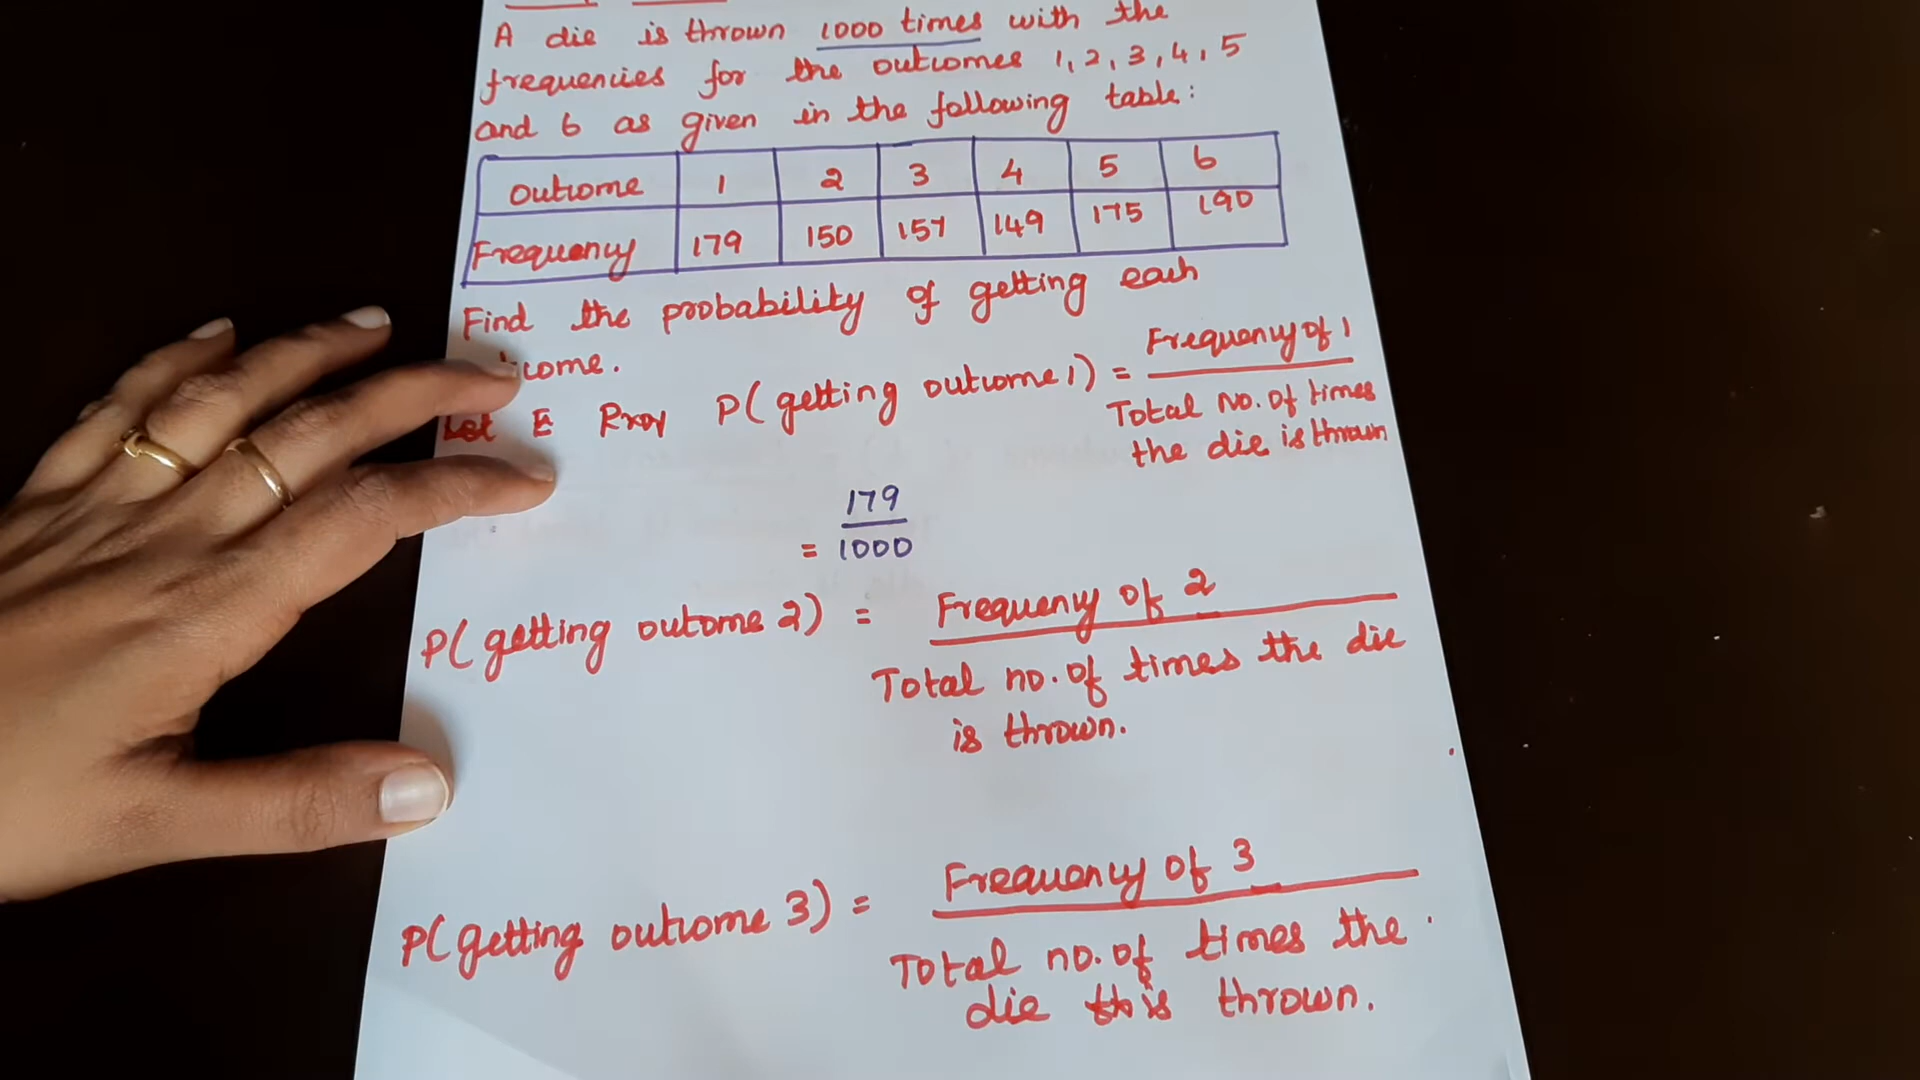 A die is thrown 1000 times with the
frequencies for the outcomes 1, 2, 3, 4, 5
and 6 as given in the following table:
Outcome 1 2 3 4 5 6
Frequency 179 150 157 149 175 190
Find the probability of getting each
come.
Let E P(getting outcome 1) = Frequency of 1
Total no. of times
the die is thrown
= 179
1000
P(getting outcome 2) = Frequency of 2
Total no. of times the die
is thrown.
P(getting outcome 3) = Frequency of 3
Total no. of times the
die is thrown.